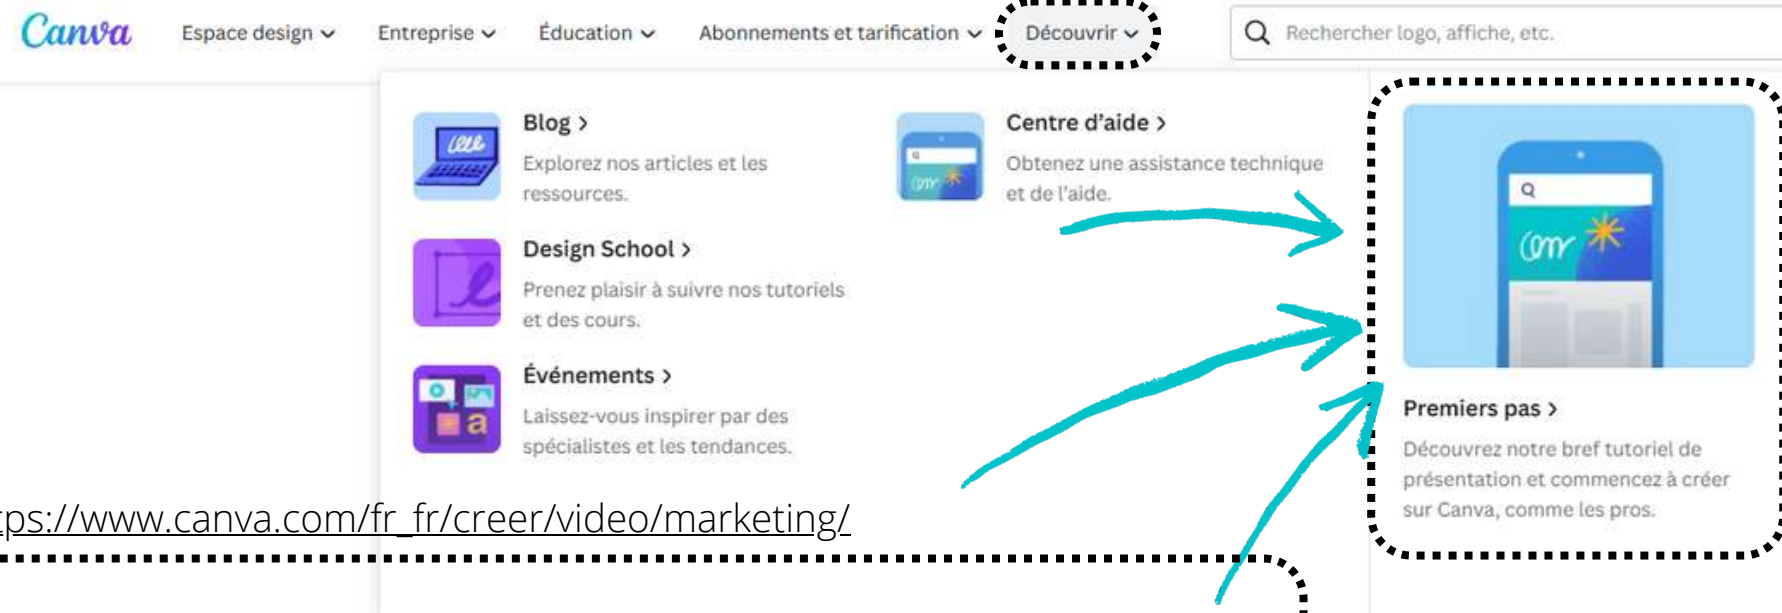 Canva
Espace design
Entreprise
Éducation
Abonnements et tarification
Découvrir
Rechercher logo, affiche, etc.
Blog >
Explorez nos articles et les
ressources.
Design School >
Prenez plaisir à suivre nos tutoriels
et des cours.
Événements >
Laissez-vous inspirer par des
spécialistes et les tendances.
Centre d'aide >
Obtenez une assistance technique
et de l'aide.
Premiers pas >
Découvrez notre bref tutoriel de
présentation et commencez à créer
sur Canva, comme les pros.
tps://www.canva.com/fr_fr/creer/video/marketing/